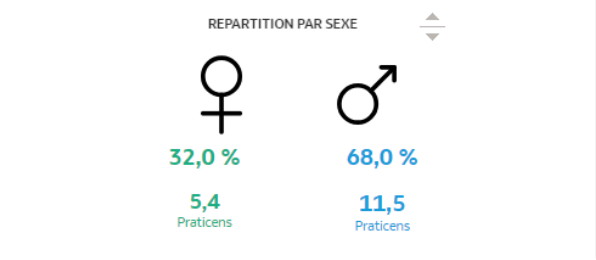 REPARTITION PAR SEXE
32,0 % 68,0 %
5,4 11,5
Praticens Praticens